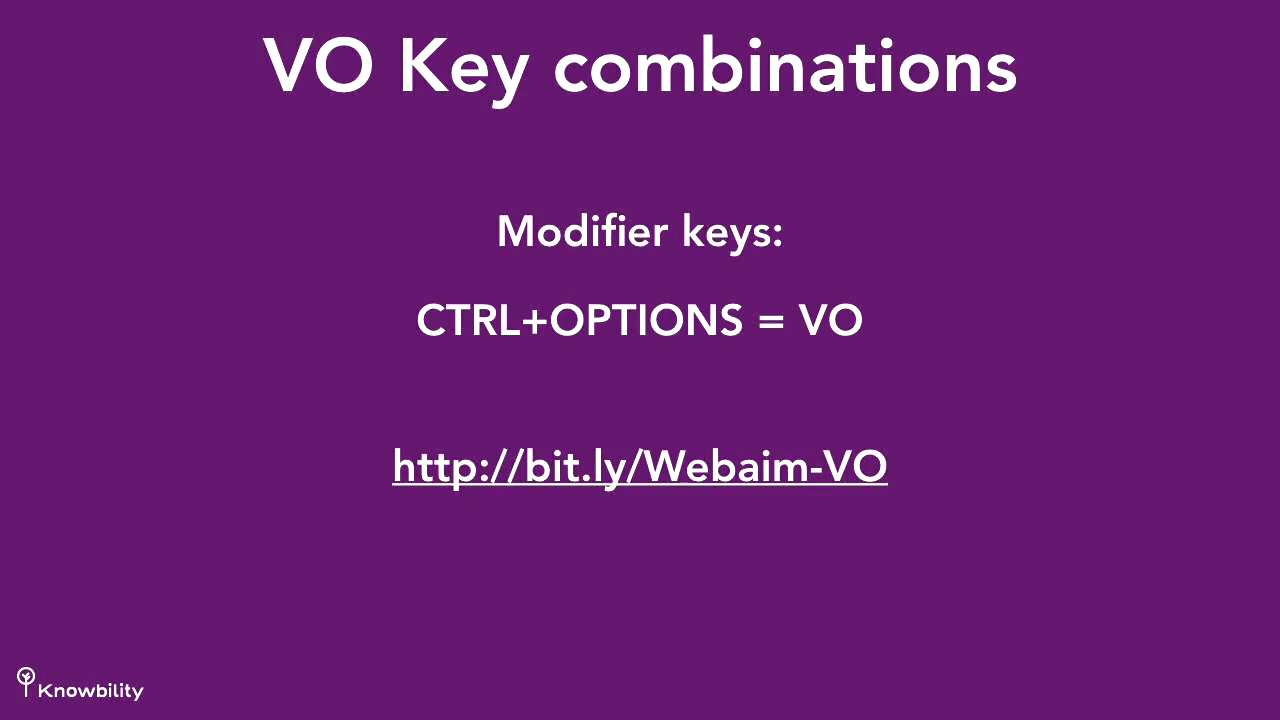 VO Key combinations
Modifier keys:
CTRL+OPTIONS = VO
http://bit.ly/Webaim-VO
Knowbility